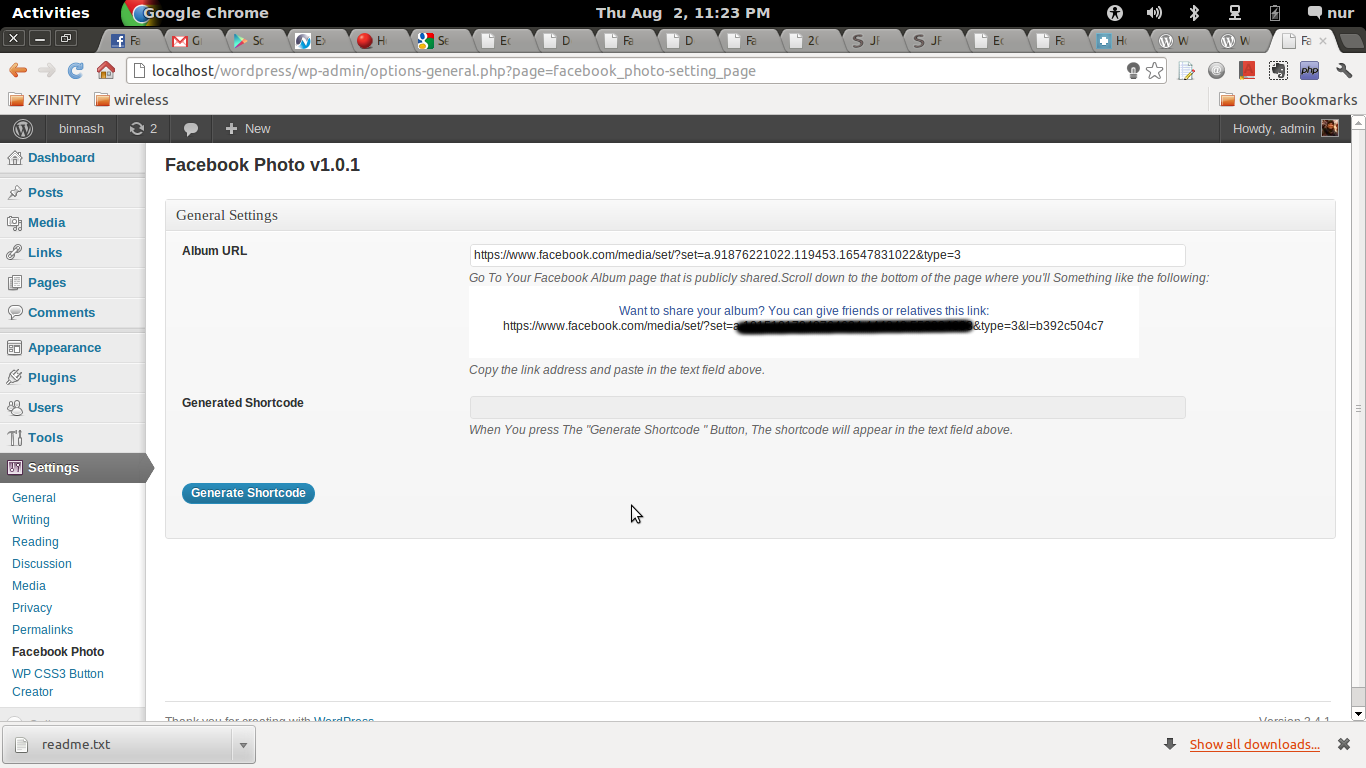 Activities
Google Chrome
Thu Aug 2, 11:23 PM
nur
Fa
G
Sc
Ex
H
Se
Ec
D
Fa
D
Fa
20
JF
JF
Ec
Fa
Ho
W
W
Fa
localhost/wordpress/wp-admin/options-general.php?page=facebook_photo-setting_page
XFINITY
wireless
Other Bookmarks
binnash
2
New
Howdy, admin
Dashboard
Posts
Media
Links
Pages
Comments
Appearance
Plugins
Users
Tools
Settings
General
Writing
Reading
Discussion
Media
Privacy
Permalinks
Facebook Photo
WP CSS3 Button
Creator
Facebook Photo v1.0.1
General Settings
Album URL
https://www.facebook.com/media/set/?set=a.91876221022.119453.16547831022&type=3
Go To Your Facebook Album page that is publicly shared.Scroll down to the bottom of the page where you'll Something like the following:
Want to share your album? You can give friends or relatives this link:
https://www.facebook.com/media/set/?set=a &type=3&l=b392c504c7
Copy the link address and paste in the text field above.
Generated Shortcode
When You press The "Generate Shortcode " Button, The shortcode will appear in the text field above.
Generate Shortcode
Thank you for creating with WordPress
Version 3.4.1
readme.txt
Show all downloads...